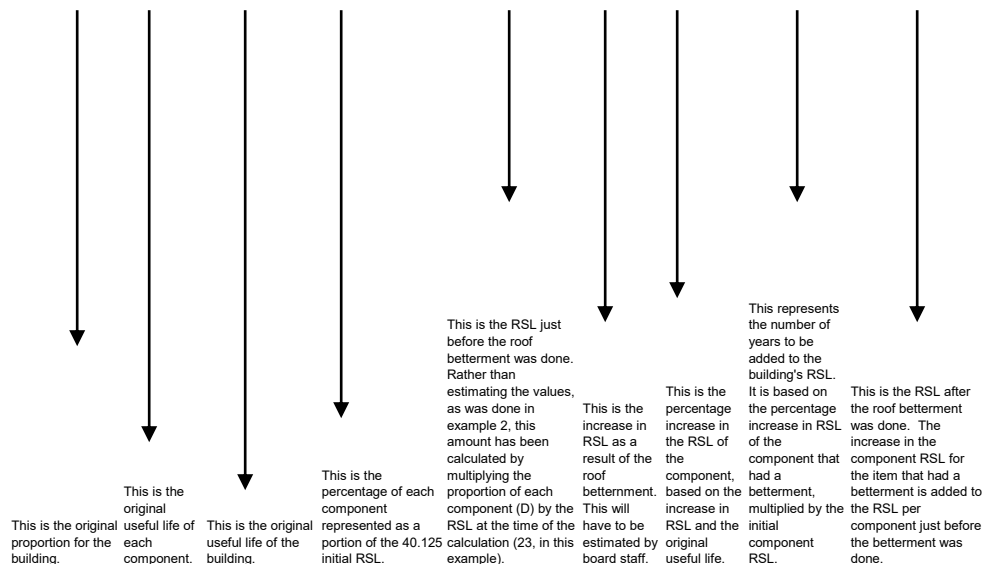 This is the original
proportion for the
building.
This is the
original
useful life of
each
component.
This is the original
useful life of the
building.
This is the
percentage of each
component
represented as a
portion of the 40.125
initial RSL.
This is the RSL just
before the roof
betterment was done.
Rather than
estimating the values,
as was done in
example 2, this
amount has been
calculated by
multiplying the
proportion of each
component (D) by the
RSL at the time of the
calculation (23, in this
example).
This is the
increase in
RSL as a
result of the
roof
betternment.
This will
have to be
estimated by
board staff.
This is the
percentage
increase in
the RSL of
the
component,
based on the
increase in
RSL and the
original
useful life.
This represents
the number of
years to be
added to the
building's RSL.
It is based on
the percentage
increase in RSL
of the
component that
had a
betterment,
multiplied by the
initial
component
RSL.
This is the RSL after
the roof betterment
was done.  The
increase in the
component RSL for
the item that had a
betterment is added to
the RSL per
component just before
the betterment was
done.